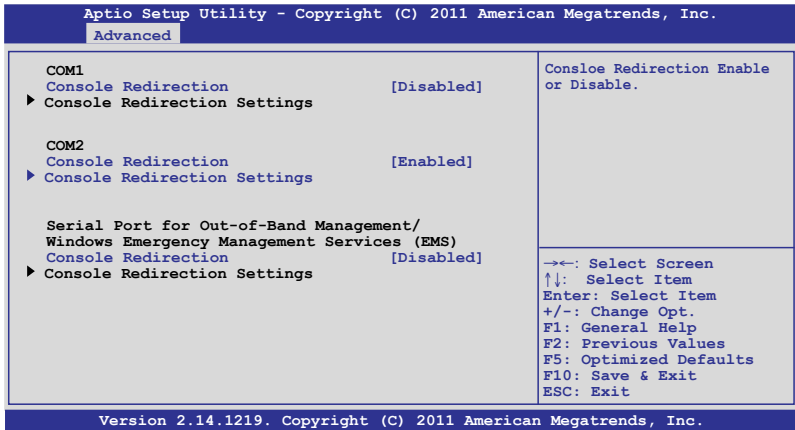 Aptio Setup Utility - Copyright (C) 2011 American Megatrends, Inc.
Advanced
COM1
Console Redirection [Disabled]
Console Redirection Settings
COM2
Console Redirection [Enabled]
Console Redirection Settings
Serial Port for Out-of-Band Management/
Windows Emergency Management Services (EMS)
Console Redirection [Disabled]
Console Redirection Settings
Consloe Redirection Enable
or Disable.
→←: Select Screen
↑↓: Select Item
Enter: Select Item
+/-: Change Opt.
F1: General Help
F2: Previous Values
F5: Optimized Defaults
F10: Save & Exit
ESC: Exit
Version 2.14.1219. Copyright (C) 2011 American Megatrends, Inc.